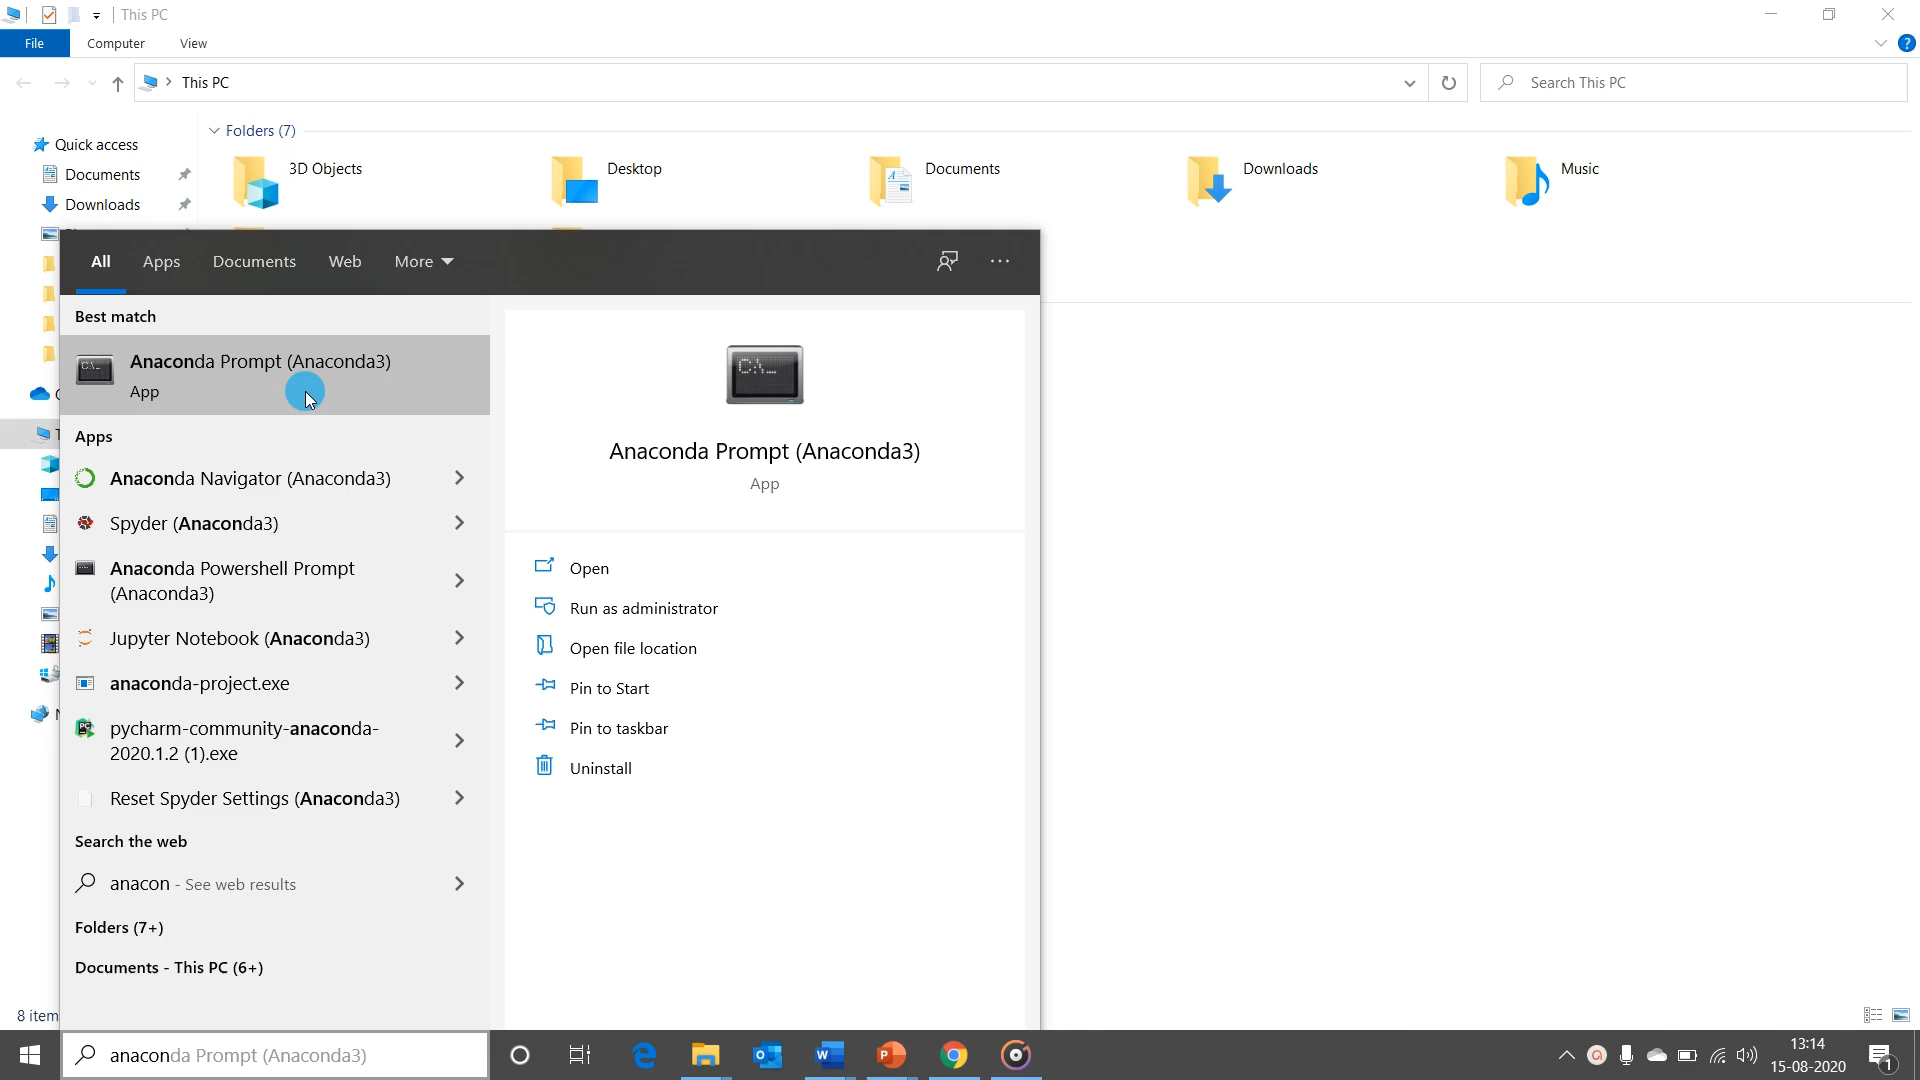 This PC
File Computer View
This PC
Search This PC
Quick access
Documents
Downloads
Folders (7)
3D Objects
Desktop
Documents
Downloads
Music
All Apps Documents Web More
Best match
Anaconda Prompt (Anaconda3)
App
Apps
Anaconda Navigator (Anaconda3)
Spyder (Anaconda3)
Anaconda Powershell Prompt
(Anaconda3)
Jupyter Notebook (Anaconda3)
anaconda-project.exe
pycharm-community-anaconda-
2020.1.2 (1).exe
Reset Spyder Settings (Anaconda3)
Search the web
anacon - See web results
Folders (7+)
Documents - This PC (6+)
C:\_
Anaconda Prompt (Anaconda3)
App
Open
Run as administrator
Open file location
Pin to Start
Pin to taskbar
Uninstall
8 item
anaconda Prompt (Anaconda3)
13:14
15-08-2020
1